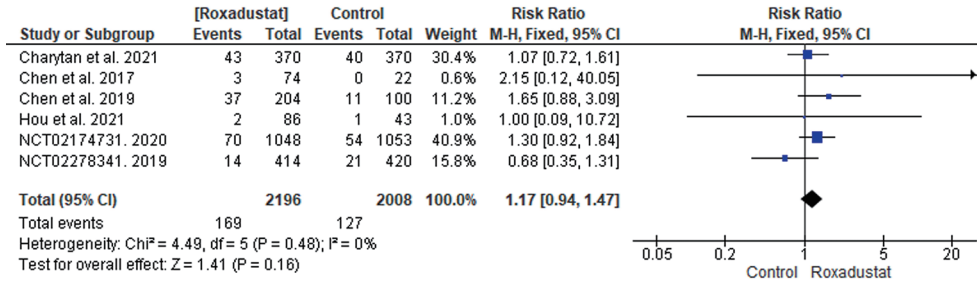 [Roxadustat] Control Risk Ratio Risk Ratio
Study or Subgroup Events Total Events Total Weight M-H, Fixed, 95% CI M-H, Fixed, 95% CI
Charytan et al. 2021 43 370 40 370 30.4% 1.07 [0.72, 1.61]
Chen et al. 2017 3 74 0 22 0.6% 2.15 [0.12, 40.05]
Chen et al. 2019 37 204 11 100 11.2% 1.65 [0.88, 3.09]
Hou et al. 2021 2 86 1 43 1.0% 1.00 [0.09, 10.72]
NCT02174731. 2020 70 1048 54 1053 40.9% 1.30 [0.92, 1.84]
NCT02278341. 2019 14 414 21 420 15.8% 0.68 [0.35, 1.31]
Total (95% CI) 2196 2008 100.0% 1.17 [0.94, 1.47]
Total events 169 127
Heterogeneity: Chi² = 4.49, df = 5 (P = 0.48); I² = 0%
Test for overall effect: Z = 1.41 (P = 0.16)
0.05 0.2 1 5 20
Control Roxadustat